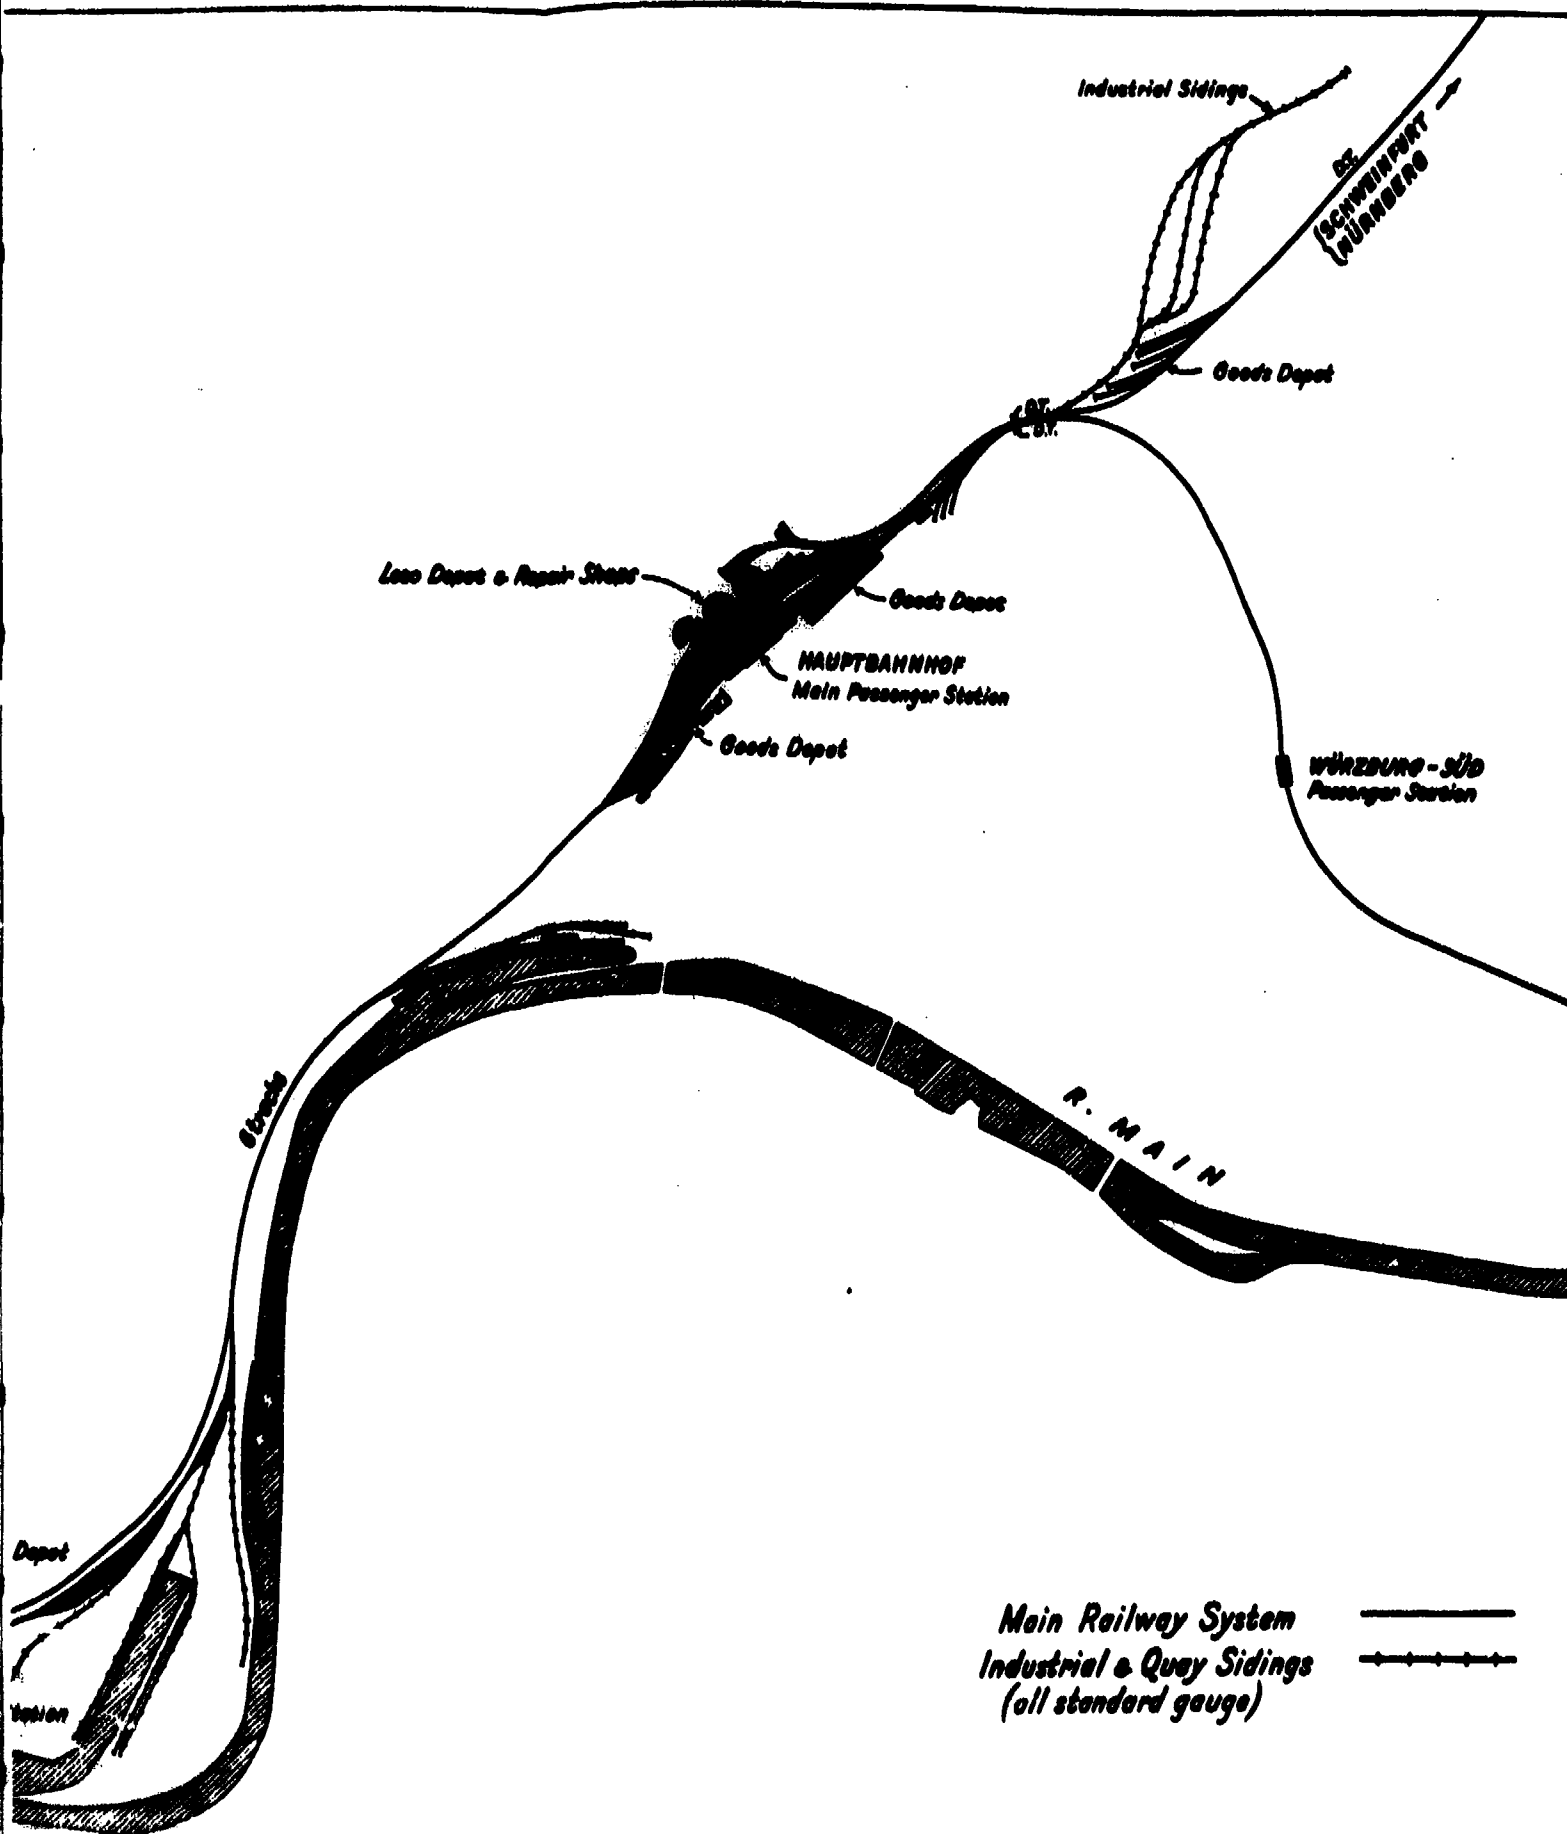 Industrial Sidings
D.T.
SCHWEINFURT
NÜRNBERG
Goods Depot
D.T.
D.T.
Loco Depot & Repair Shops
Goods Depot
HAUPTBAHNHOF
Main Passenger Station
Goods Depot
WÜRZBURG-SÜD
Passenger Station
R. MAIN
Depot
Main Railway System
Industrial & Quay Sidings
(all standard gauge)
tation